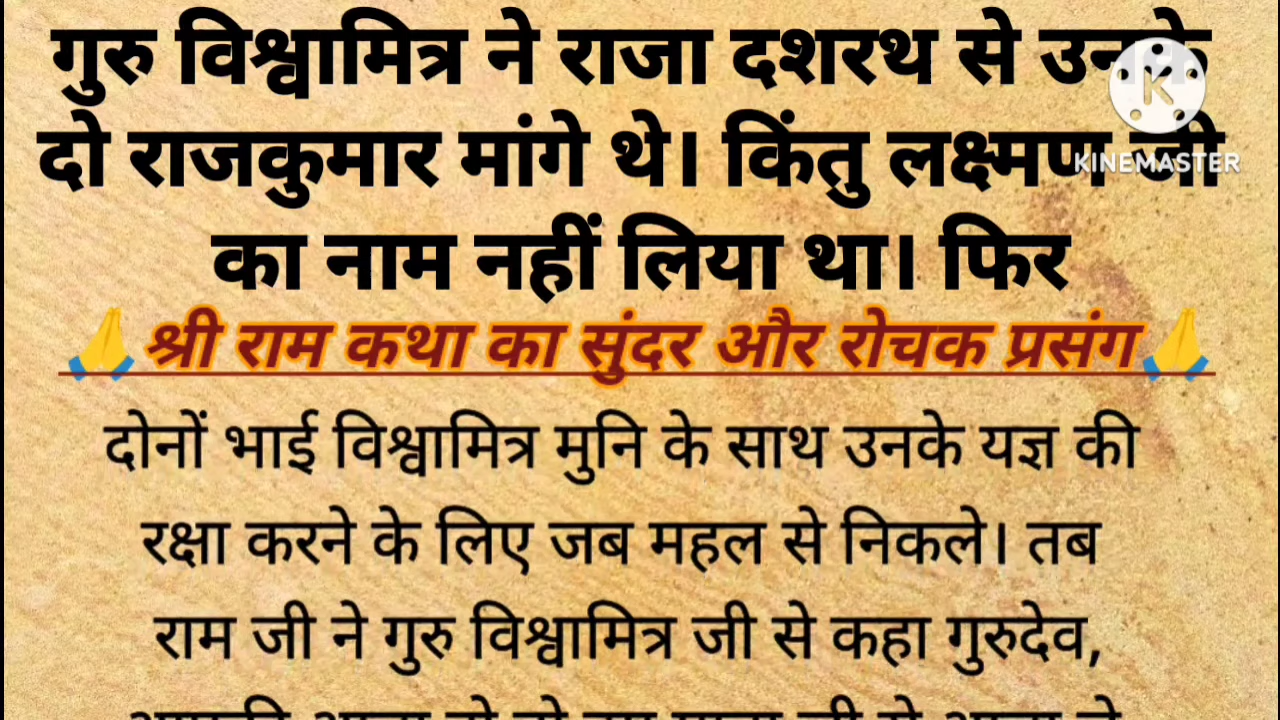 गुरु विश्वामित्र ने राजा दशरथ से उनके
दो राजकुमार मांगे थे। किंतु लक्ष्मण जी
का नाम नहीं लिया था। फिर
🙏श्री राम कथा का सुंदर और रोचक प्रसंग🙏
दोनों भाई विश्वामित्र मुनि के साथ उनके यज्ञ की
रक्षा करने के लिए जब महल से निकले। तब
राम जी ने गुरु विश्वामित्र जी से कहा गुरुदेव,
K
KINEMASTER